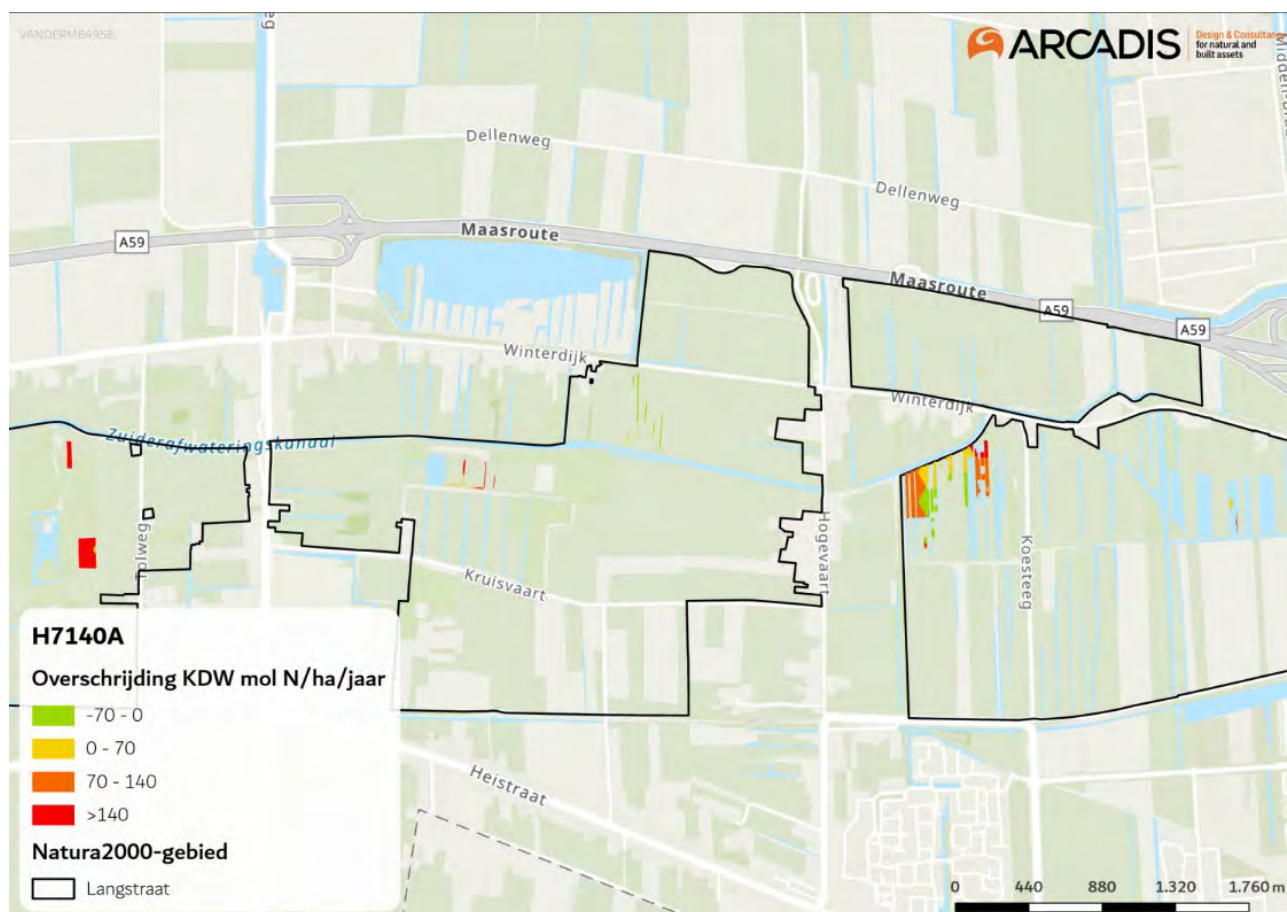 VANDERMB4958
ARCADIS
Design & Consultanc
for natural and
built assets
eg
Dellenweg
Dellenweg
A59
Maasroute
Maasroute
A59
A59
Winterdijk
Winterdijk
Zuiderafwateringskanaal
Tolweg
Hogevaart
Koesteeg
Kruisvaart
Heistraat
H7140A
Overschrijding KDW mol N/ha/jaar
-70 - 0
0 - 70
70 - 140
>140
Natura2000-gebied
Langstraat
0 440 880 1.320 1.760 m